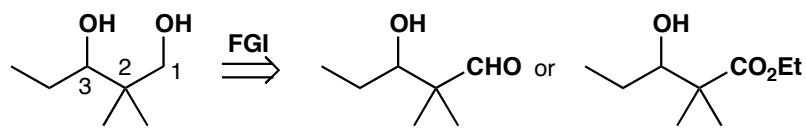 OH OH OH OH
FGI
CHO or CO2Et
3 2 1